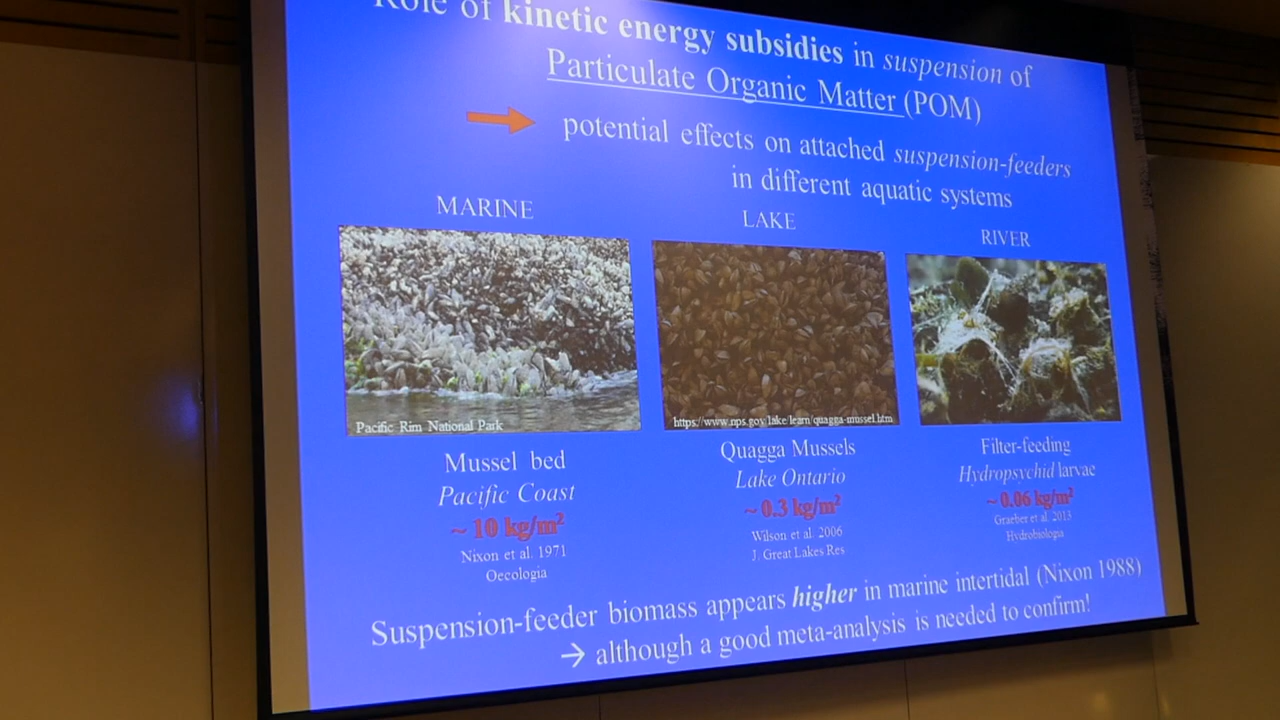 Role of kinetic energy subsidies in suspension of
Particulate Organic Matter (POM)
potential effects on attached suspension-feeders
in different aquatic systems
MARINE
LAKE
RIVER
Pacific Rim National Park
https://www.nps.gov/lake/learn/quagga-mussel.htm
Mussel bed
Pacific Coast
~ 10 kg/m²
Nixon et al. 1971
Oecologia
Quagga Mussels
Lake Ontario
~ 0.3 kg/m²
Wilson et al. 2006
J. Great Lakes Res
Filter-feeding
Hydropsychid larvae
~ 0.06 kg/m²
Graeber et al. 2013
Hydrobiologia
Suspension-feeder biomass appears higher in marine intertidal (Nixon 1988)
→ although a good meta-analysis is needed to confirm!